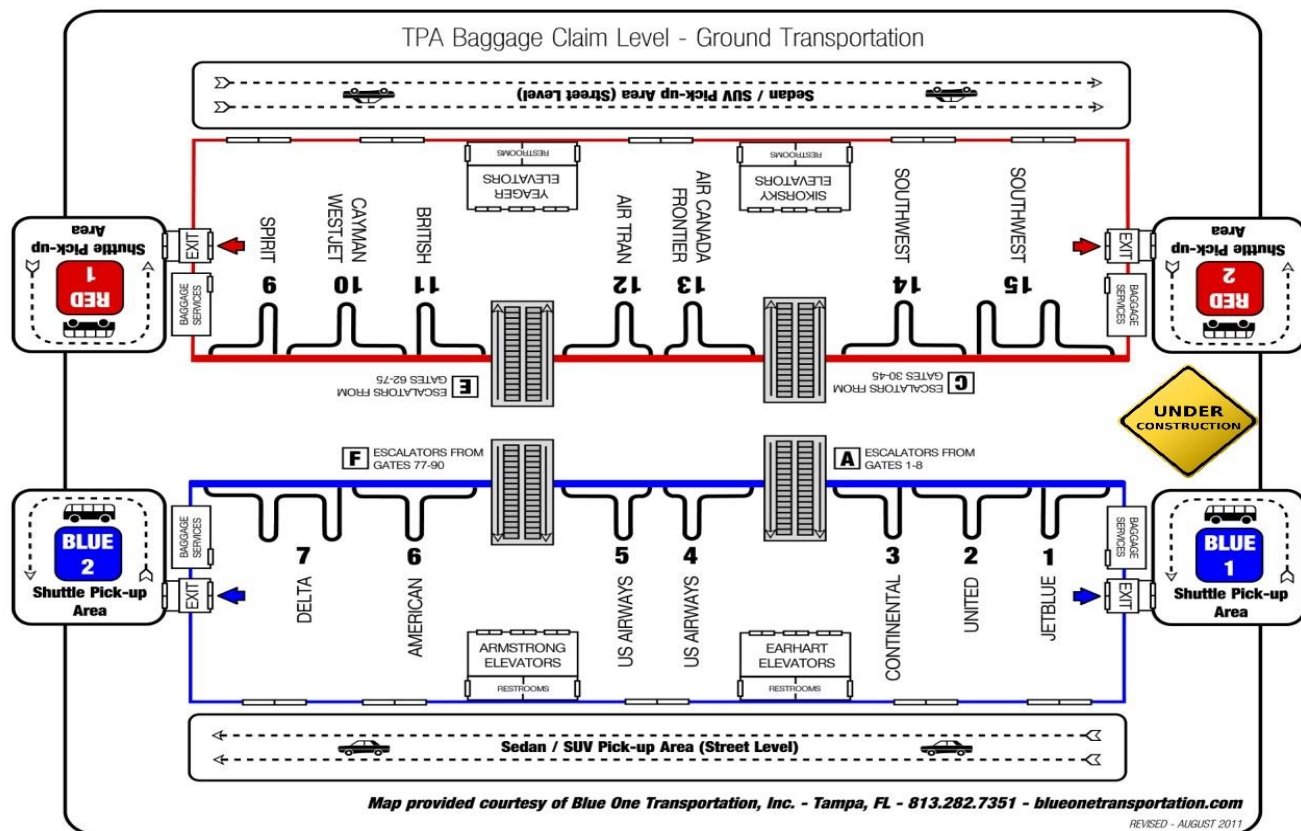 TPA Baggage Claim Level - Ground Transportation
Sedan / SUV Pick-up Area (Street Level)
RESTROOMS
YEAGER
ELEVATORS
RESTROOMS
SIKORSKY
ELEVATORS
SPIRIT
CAYMAN
WESTJET
BRITISH
AIR TRAN
AIR CANADA
FRONTIER
SOUTHWEST
SOUTHWEST
9
10
11
12
13
14
15
EXIT
BAGGAGE
SERVICES
RED
1
Shuttle Pick-up
Area
EXIT
BAGGAGE
SERVICES
RED
2
Shuttle Pick-up
Area
E
ESCALATORS FROM
GATES 62-75
C
ESCALATORS FROM
GATES 30-45
UNDER
CONSTRUCTION
F
ESCALATORS FROM
GATES 77-90
A
ESCALATORS FROM
GATES 1-8
BLUE
2
Shuttle Pick-up
Area
BAGGAGE
SERVICES
EXIT
7
6
5
4
3
2
1
DELTA
AMERICAN
US AIRWAYS
US AIRWAYS
CONTINENTAL
UNITED
JETBLUE
BAGGAGE
SERVICES
EXIT
BLUE
1
Shuttle Pick-up
Area
ARMSTRONG
ELEVATORS
RESTROOMS
EARHART
ELEVATORS
RESTROOMS
Sedan / SUV Pick-up Area (Street Level)
Map provided courtesy of Blue One Transportation, Inc. - Tampa, FL - 813.282.7351 - blueonetransportation.com
REVISED - AUGUST 2011